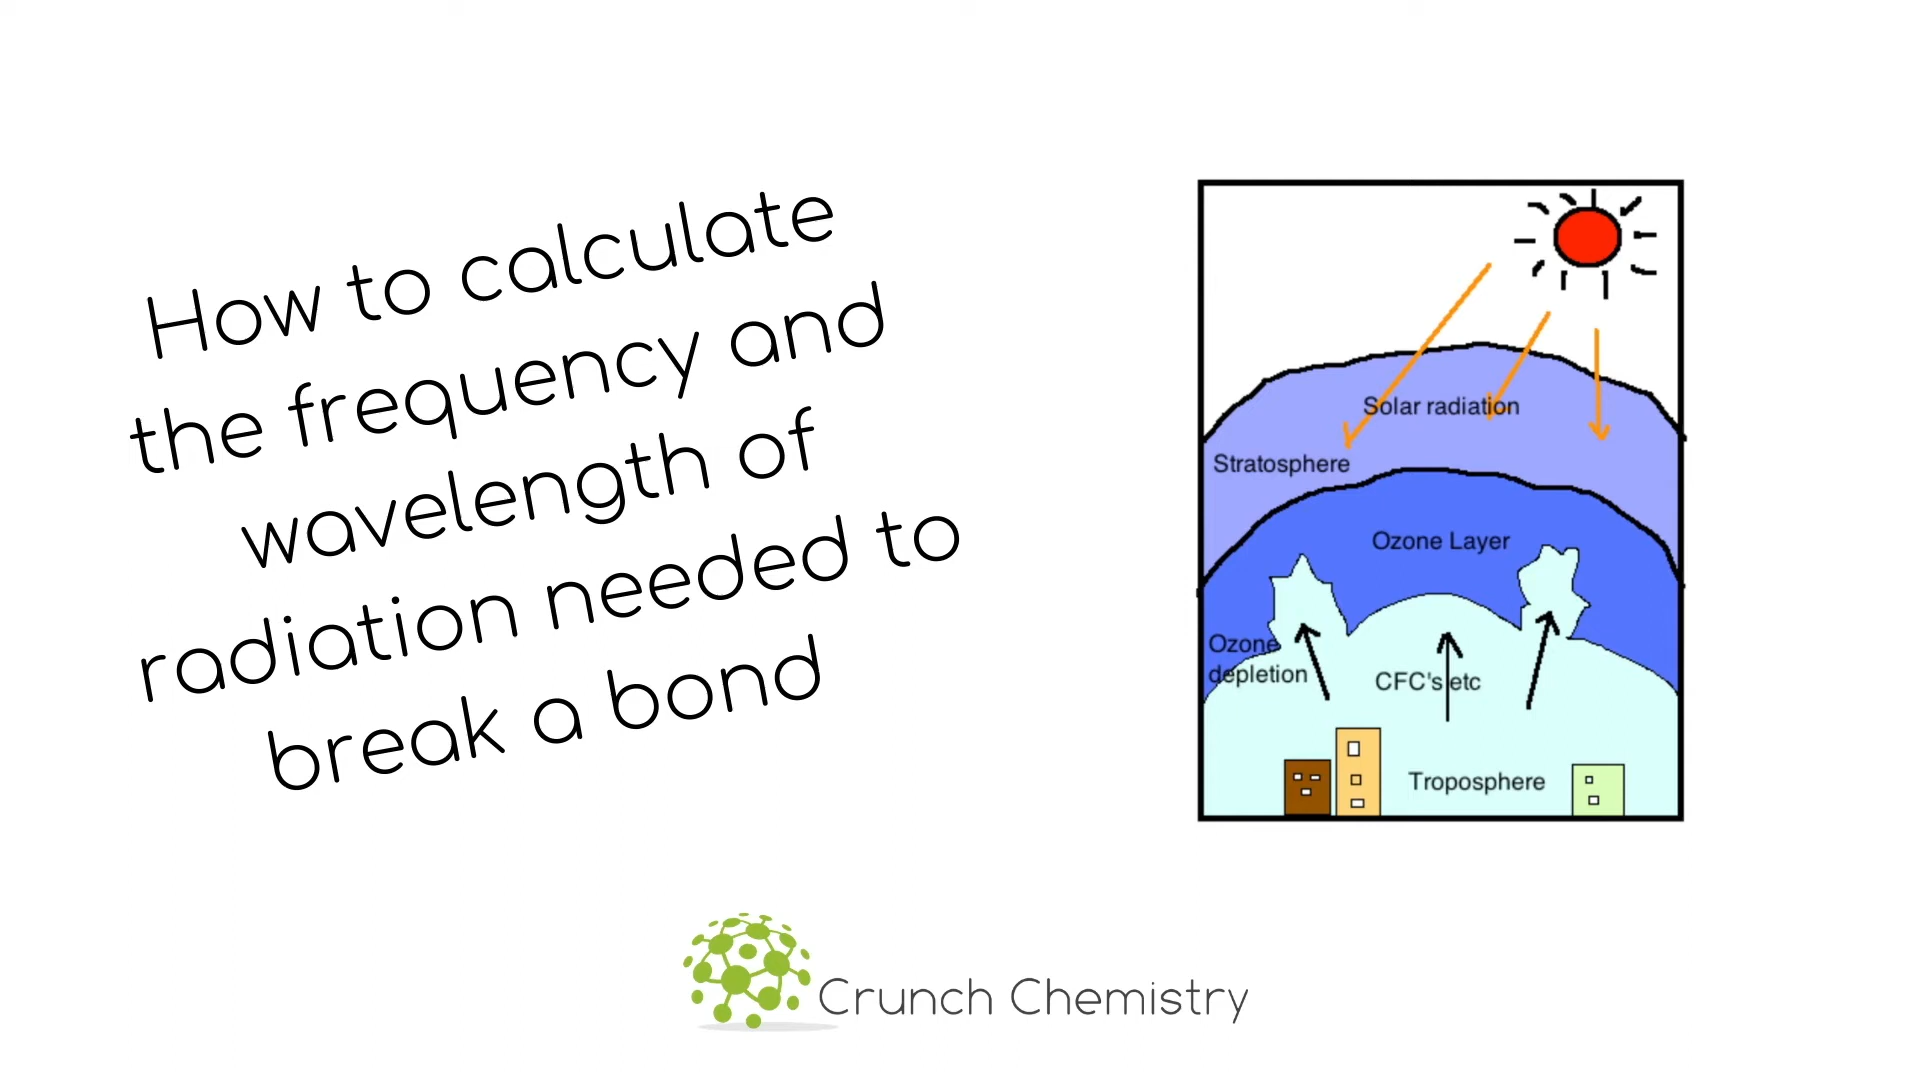 How to calculate
the frequency and
wavelength of
radiation needed to
break a bond
Solar radiation
Stratosphere
Ozone Layer
Ozone
depletion
CFC's etc
Troposphere
Crunch Chemistry